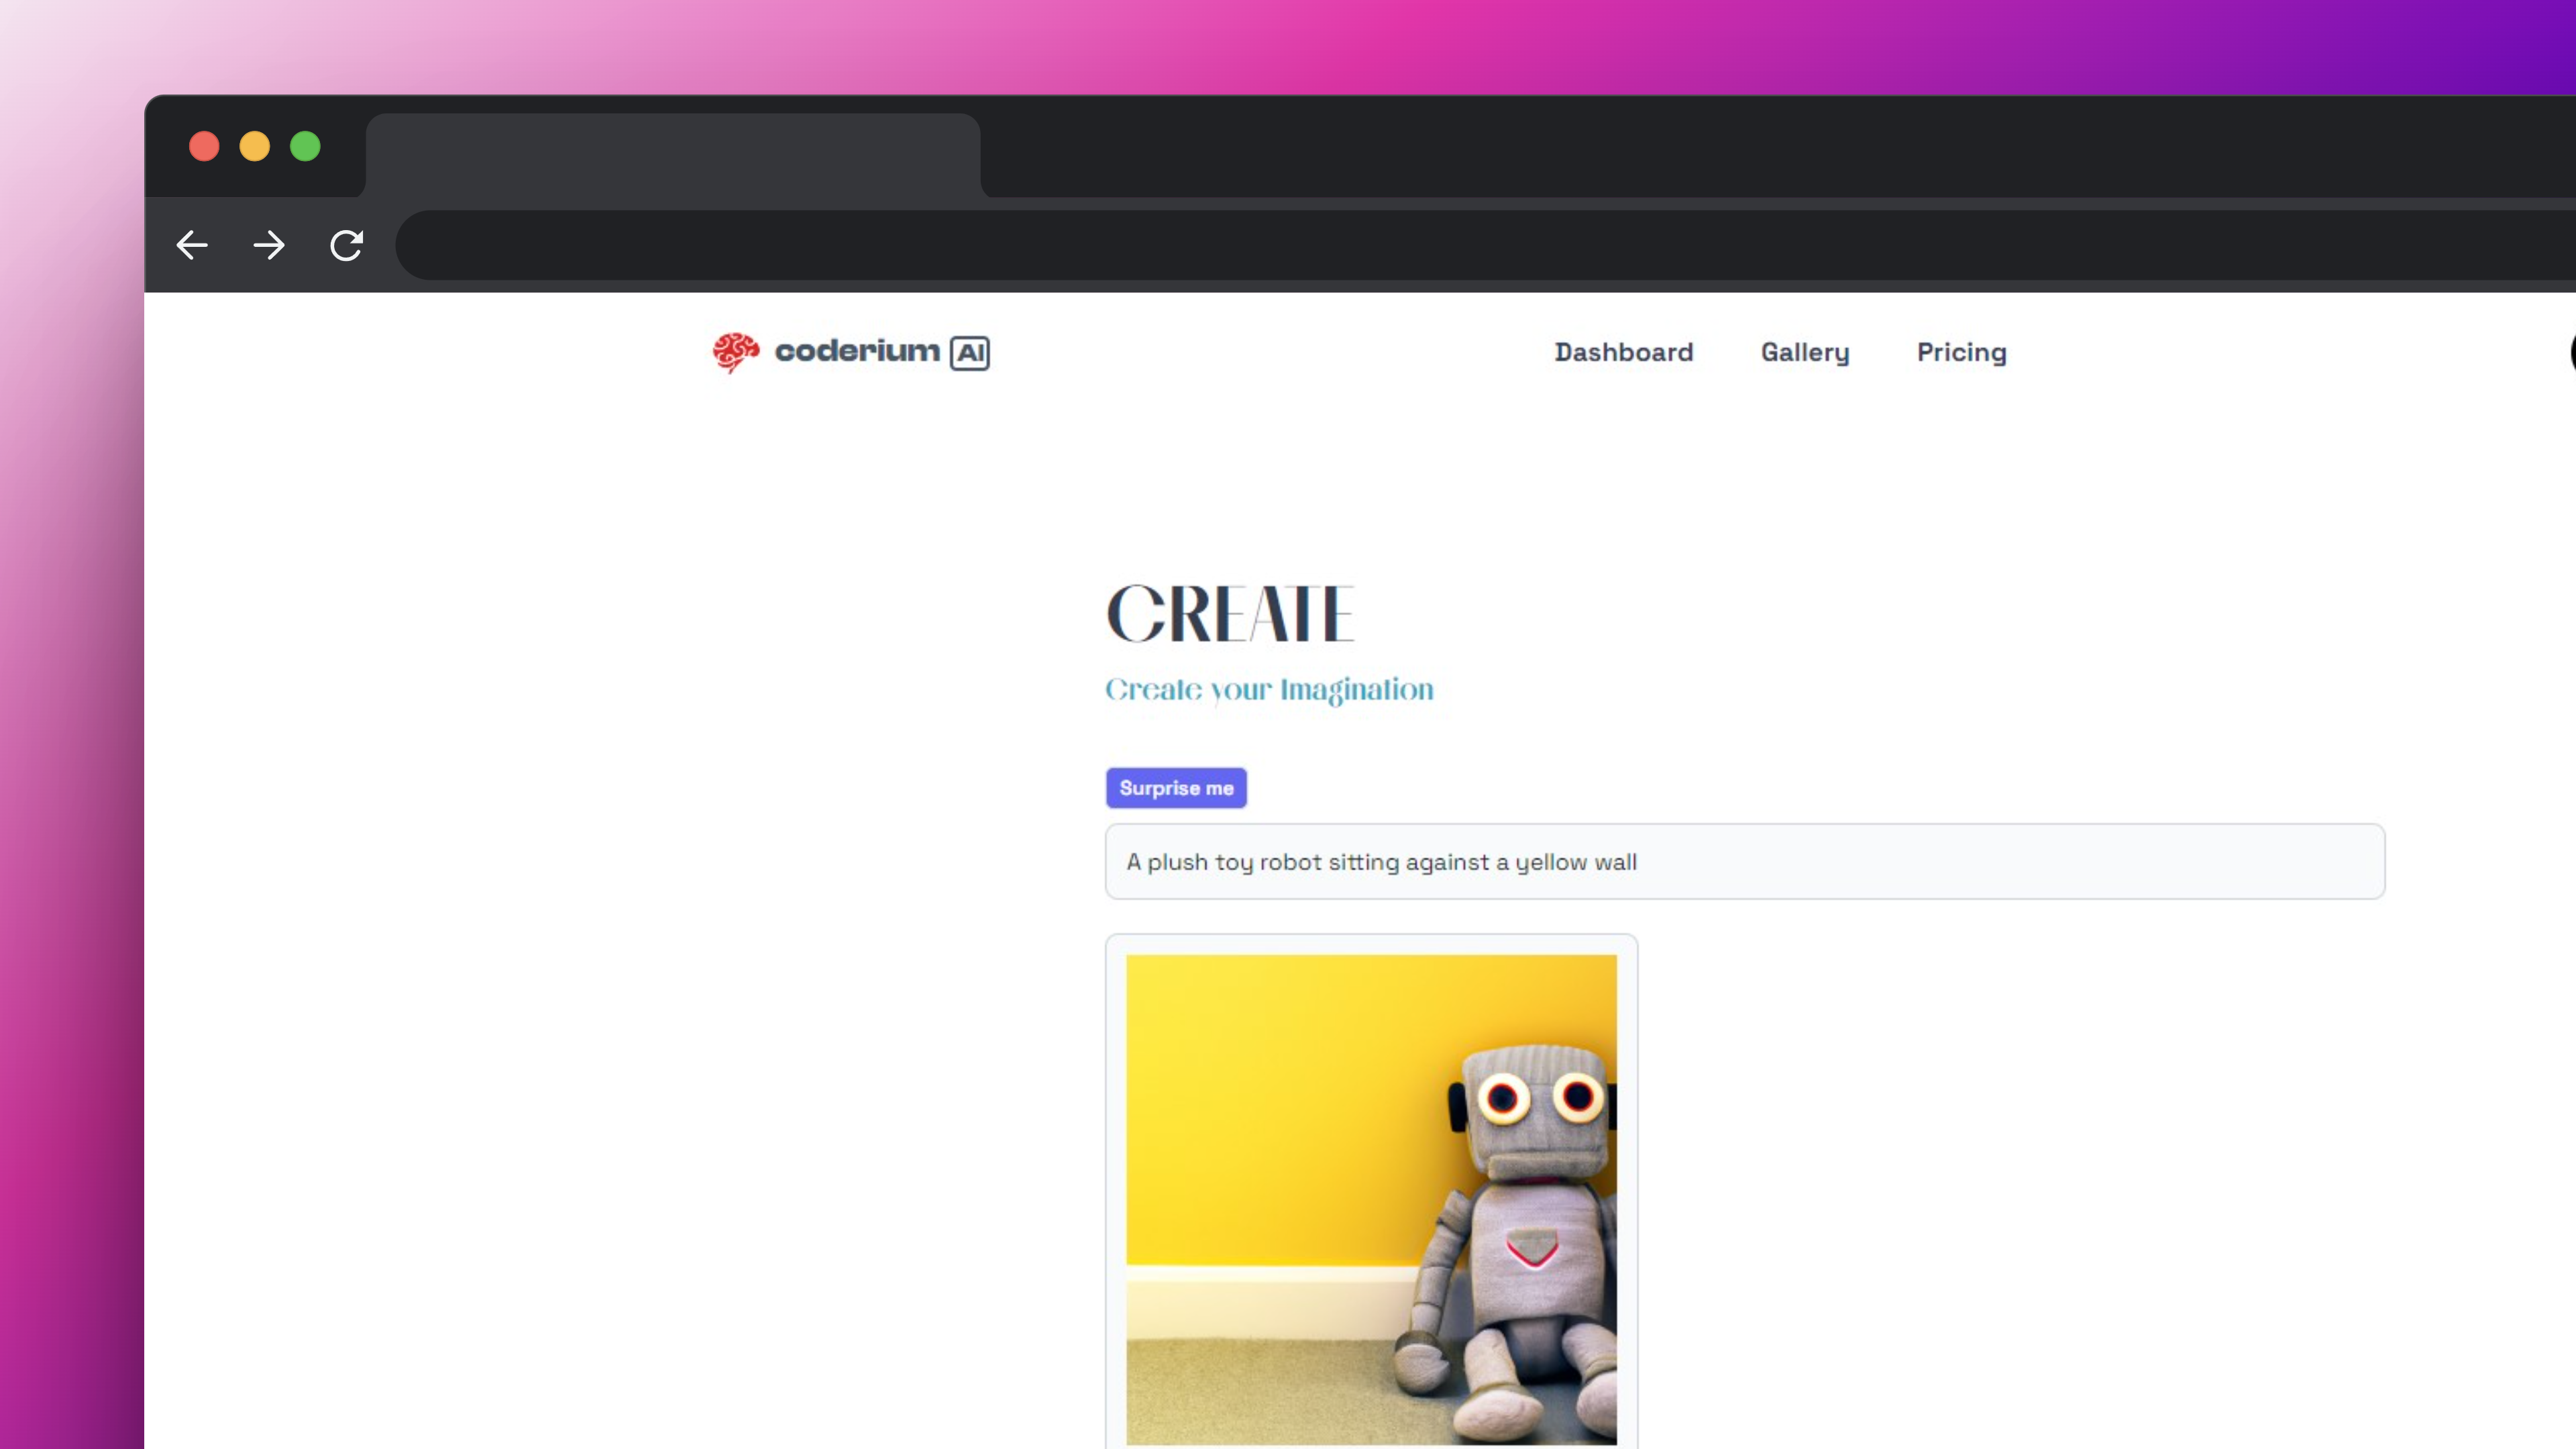 coderium AI
Dashboard Gallery Pricing
CREATE
Create your Imagination
Surprise me
A plush toy robot sitting against a yellow wall